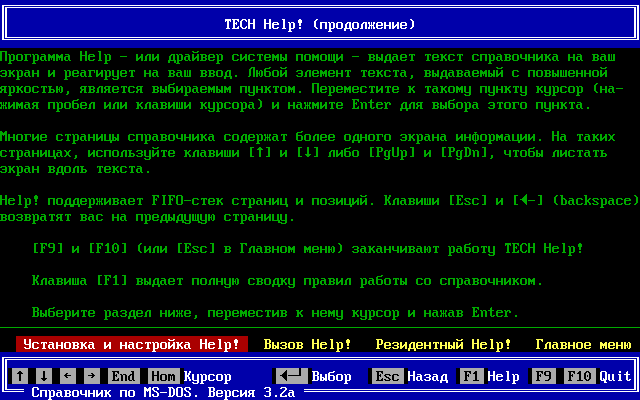 TECH Help! (продолжение)
Программа Help - или драйвер системы помощи - выдает текст справочника на ваш
экран и реагирует на ваш ввод. Любой элемент текста, выдаваемый с повышенной
яркостью, является выбираемым пунктом. Переместите к такому пункту курсор (на-
жимая пробел или клавиши курсора) и нажмите Enter для выбора этого пункта.
Многие страницы справочника содержат более одного экрана информации. На таких
страницах, используйте клавиши [↑] и [↓] либо [PgUp] и [PgDn], чтобы листать
экран вдоль текста.
Help! поддерживает FIFO-стек страниц и позиций. Клавиши [Esc] и [◄─] (backspace)
возвратят вас на предыдущую страницу.
[F9] и [F10] (или [Esc] в Главном меню) заканчивают работу TECH Help!
Клавиша [F1] выдает полную сводку правил работы со справочником.
Выберите раздел ниже, переместив к нему курсор и нажав Enter.
Установка и настройка Help! Вызов Help! Резидентный Help! Главное меню
↑ ↓ ← → End Hom Курсор ◄─┘ Выбор Esc Назад F1 Help F9 F10 Quit
Справочник по MS-DOS. Версия 3.2a